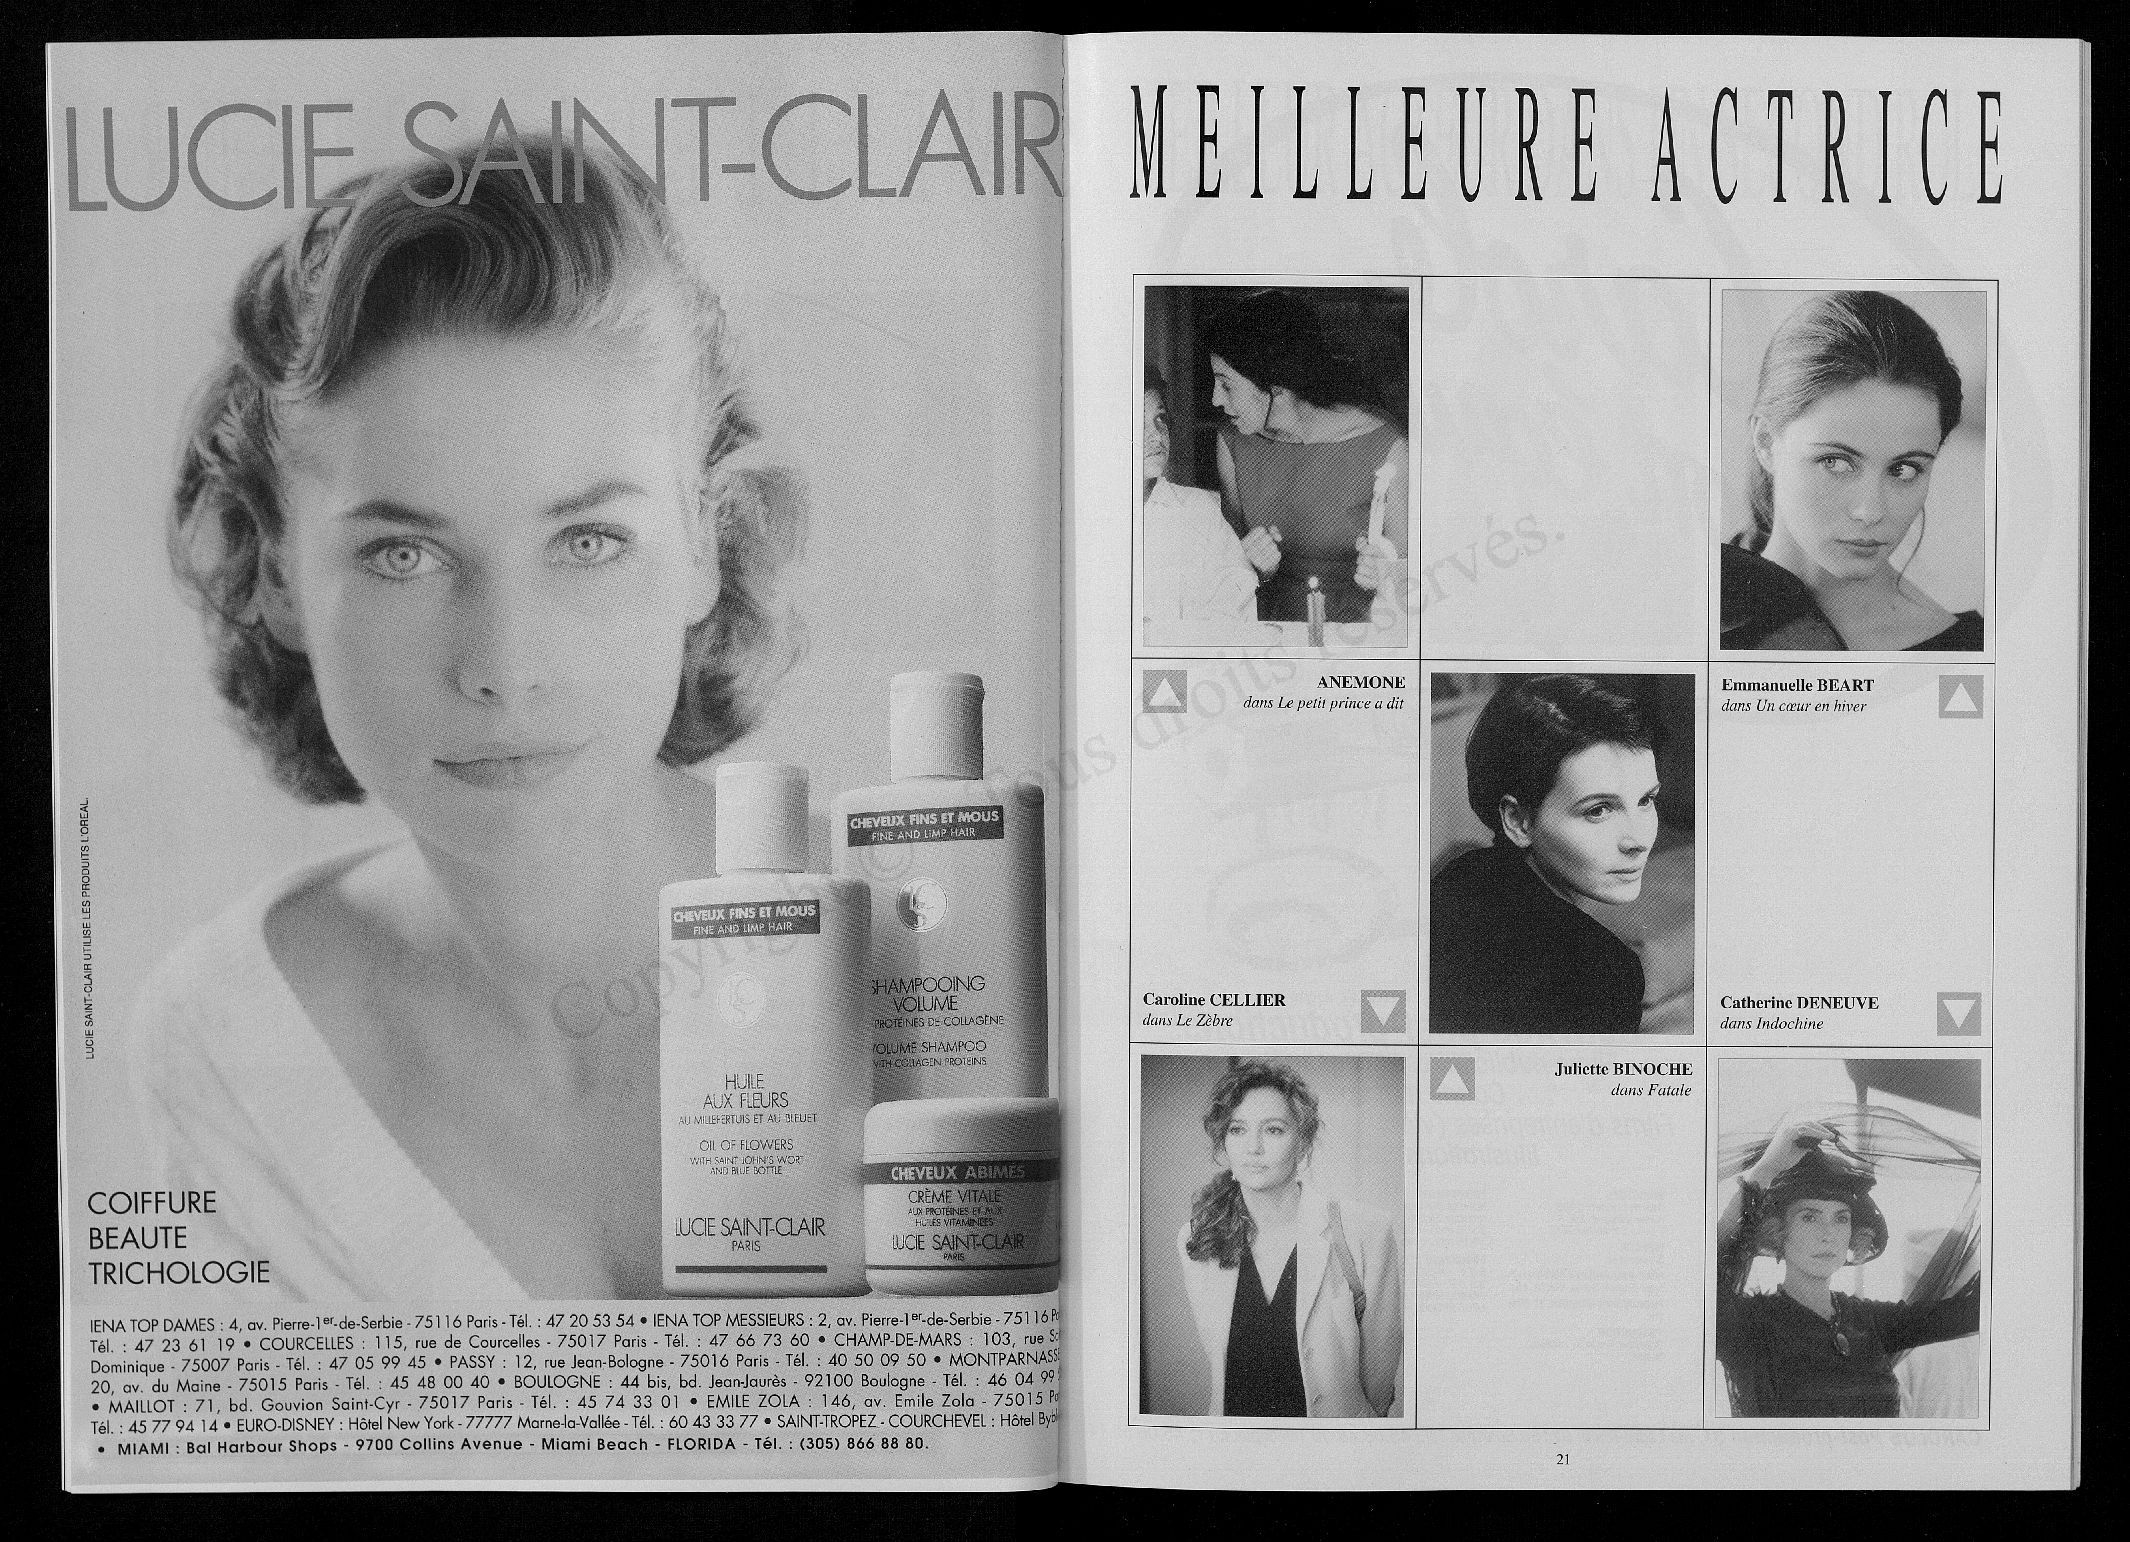 LUCIE SAINT-CLAIR
LUCIE SAINT-CLAIR UTILISE LES PRODUITS L'OREAL.
CHEVEUX FINS ET MOUS
FINE AND LIMP HAIR
SHAMPOOING
VOLUME
PROTÉINES DE COLLAGÈNE
VOLUME SHAMPOO
WITH COLLAGEN PROTEINS
CHEVEUX FINS ET MOUS
FINE AND LIMP HAIR
HUILE
AUX FLEURS
AU MILLEPERTUIS ET AU BLEUET
OIL OF FLOWERS
WITH SAINT JOHN'S WORT
AND BLUE BOTTLE
LUCIE SAINT-CLAIR
PARIS
CHEVEUX ABIMES
CRÈME VITALE
AUX PROTEINES ET AUX
HUILES VITAMINEES
LUCIE SAINT-CLAIR
PARIS
COIFFURE
BEAUTE
TRICHOLOGIE
IENA TOP DAMES : 4, av. Pierre-1er-de-Serbie - 75116 Paris - Tél. : 47 20 53 54 • IENA TOP MESSIEURS : 2, av. Pierre-1er-de-Serbie - 75116
Tél. : 47 23 61 19 • COURCELLES : 115, rue de Courcelles - 75017 Paris - Tél. : 47 66 73 60 • CHAMP-DE-MARS : 103, rue
Dominique - 75007 Paris - Tél. : 47 05 99 45 • PASSY : 12, rue Jean-Bologne - 75016 Paris - Tél. : 40 50 09 50 • MONTPARNASSE
20, av. du Maine - 75015 Paris - Tél. : 45 48 00 40 • BOULOGNE : 44 bis, bd. Jean-Jaurès - 92100 Boulogne - Tél. : 46 04 99
• MAILLOT : 71, bd. Gouvion Saint-Cyr - 75017 Paris - Tél. : 45 74 33 01 • EMILE ZOLA : 146, av. Emile Zola - 75015
Tél. : 45 77 94 14 • EURO-DISNEY : Hôtel New York - 77777 Marne-la-Vallée - Tél. : 60 43 33 77 • SAINT-TROPEZ - COURCHEVEL : Hôtel
• MIAMI : Bal Harbour Shops - 9700 Collins Avenue - Miami Beach - FLORIDA - Tél. : (305) 866 88 80.
MEILLEURE ACTRICE
ANEMONE
dans Le petit prince a dit
Emmanuelle BEART
dans Un cœur en hiver
Caroline CELLIER
dans Le Zèbre
Catherine DENEUVE
dans Indochine
Juliette BINOCHE
dans Fatale
21
Copyright © Tous droits réservés.